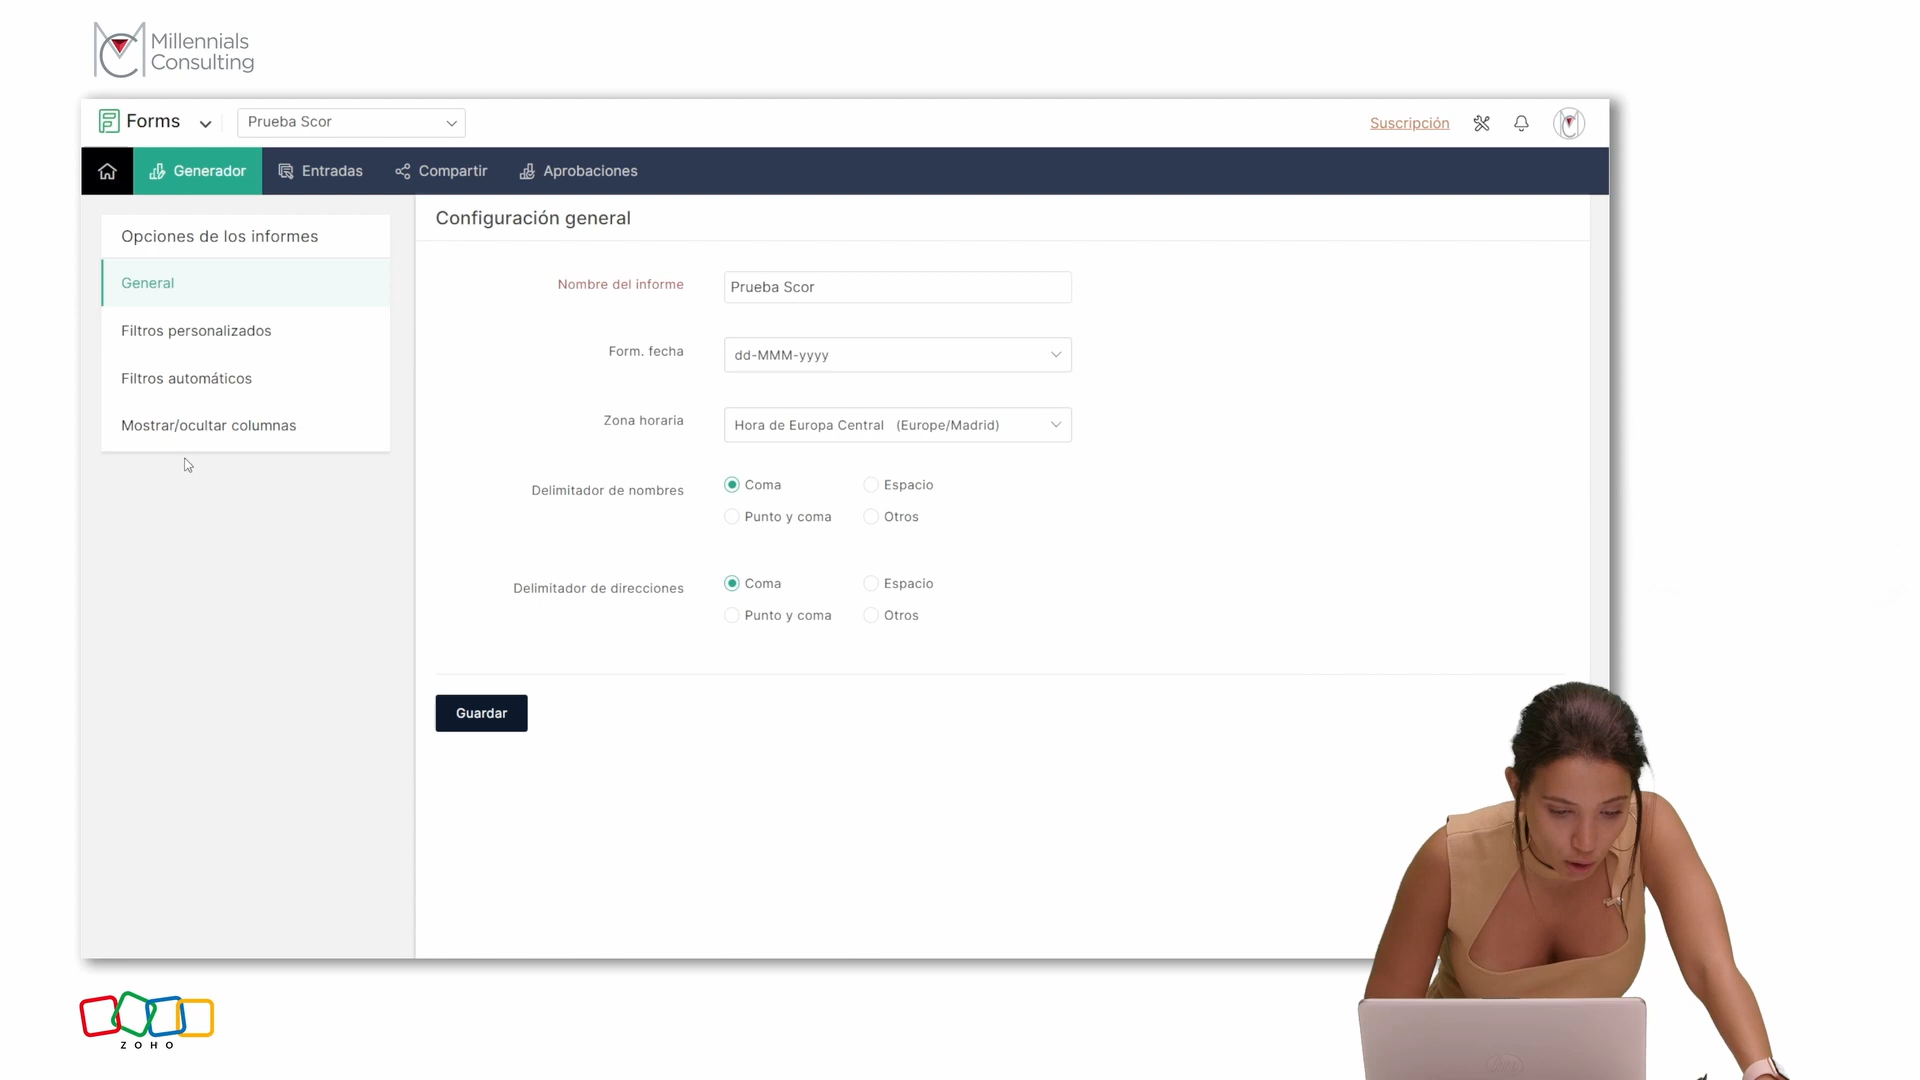 Millennials
Consulting
Forms
Prueba Scor
Suscripción
Generador
Entradas
Compartir
Aprobaciones
Opciones de los informes
General
Filtros personalizados
Filtros automáticos
Mostrar/ocultar columnas
Configuración general
Nombre del informe
Prueba Scor
Form. fecha
dd-MMM-yyyy
Zona horaria
Hora de Europa Central (Europe/Madrid)
Delimitador de nombres
Coma
Espacio
Punto y coma
Otros
Delimitador de direcciones
Coma
Espacio
Punto y coma
Otros
Guardar
ZOHO
hp